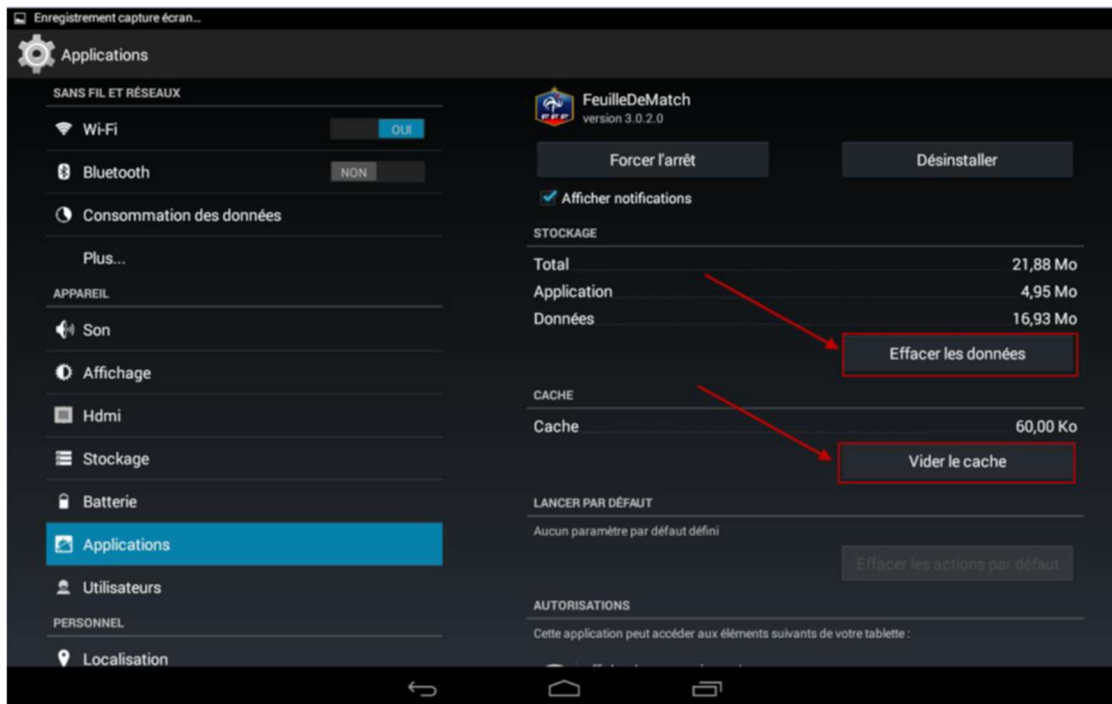 Enregistrement capture écran...
Applications
SANS FIL ET RÉSEAUX
Wi-Fi OUI
Bluetooth NON
Consommation des données
Plus...
APPAREIL
Son
Affichage
Hdmi
Stockage
Batterie
Applications
Utilisateurs
PERSONNEL
Localisation
FFF
FeuilleDeMatch
version 3.0.2.0
Forcer l'arrêt Désinstaller
Afficher notifications
STOCKAGE
Total 21,88 Mo
Application 4,95 Mo
Données 16,93 Mo
Effacer les données
CACHE
Cache 60,00 Ko
Vider le cache
LANCER PAR DÉFAUT
Aucun paramètre par défaut défini
Effacer les actions par défaut
AUTORISATIONS
Cette application peut accéder aux éléments suivants de votre tablette :